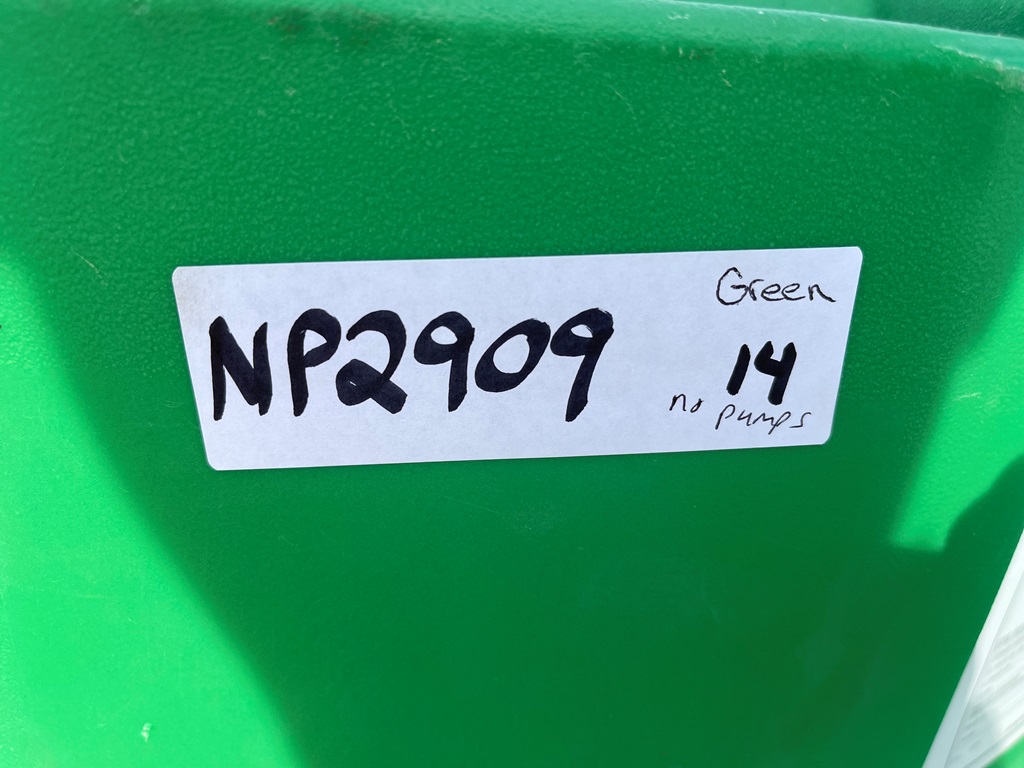 NP2909
Green
14
no pumps